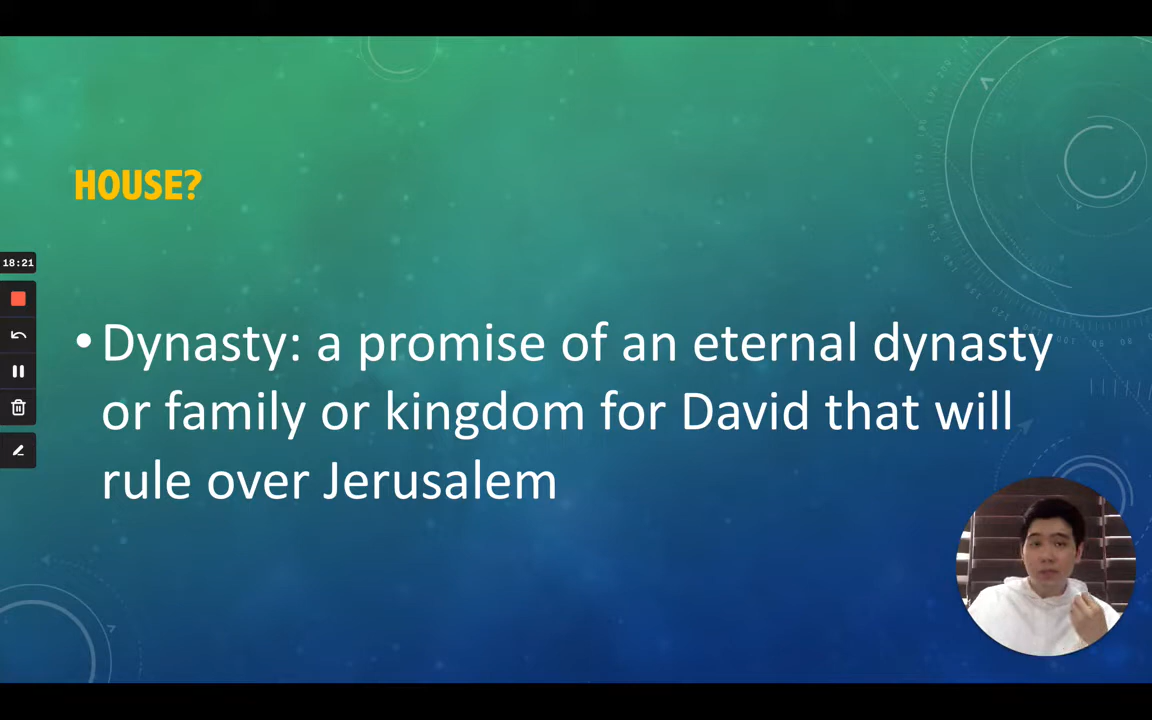 HOUSE?
18:21
• Dynasty: a promise of an eternal dynasty
or family or kingdom for David that will
rule over Jerusalem